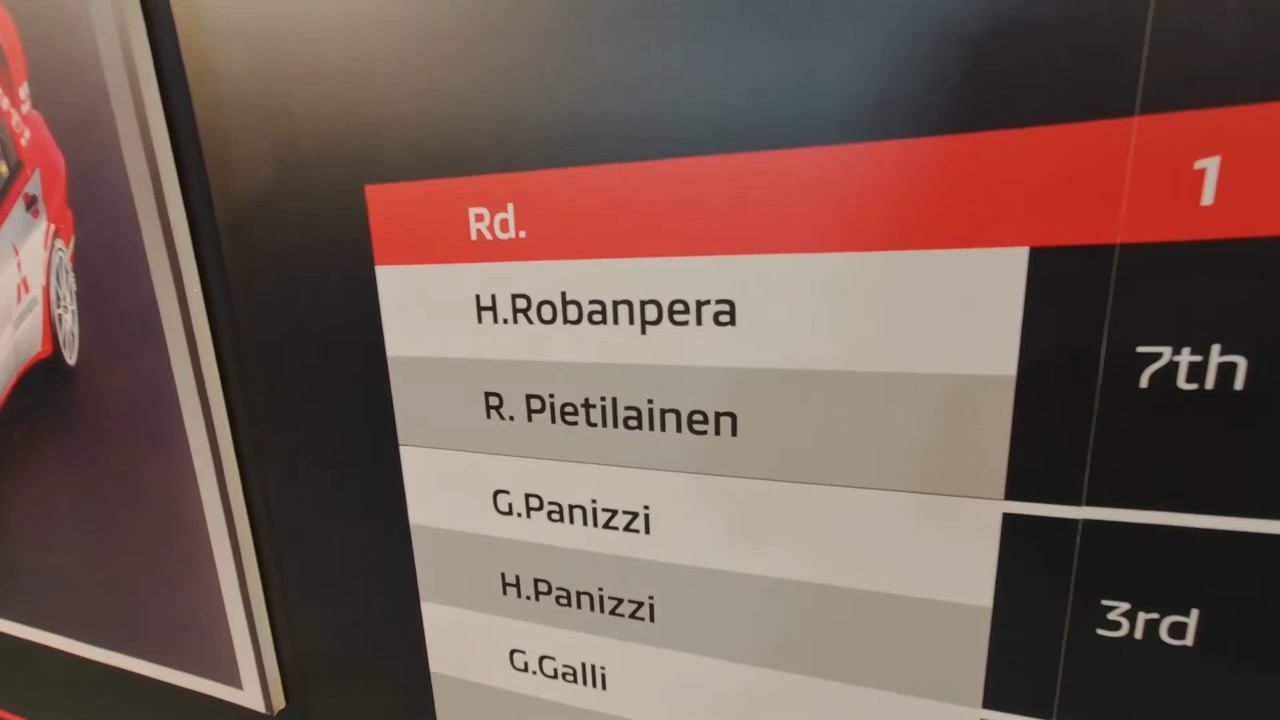 Rd. 1
H.Robanpera 7th
R. Pietilainen
G.Panizzi 3rd
H.Panizzi
G.Galli